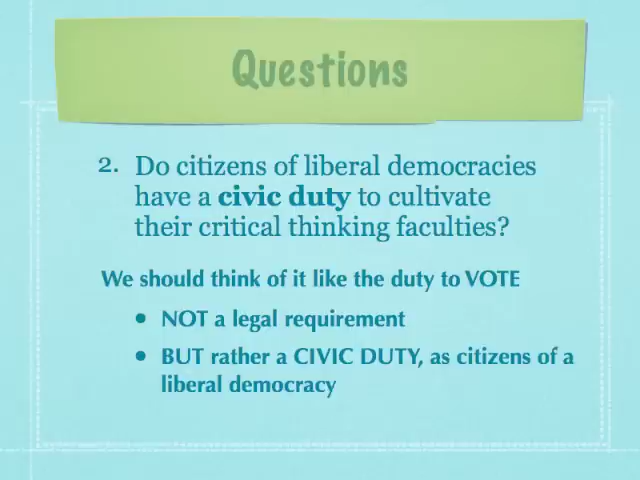 Questions
2. Do citizens of liberal democracies
have a civic duty to cultivate
their critical thinking faculties?
We should think of it like the duty to VOTE
• NOT a legal requirement
• BUT rather a CIVIC DUTY, as citizens of a
liberal democracy